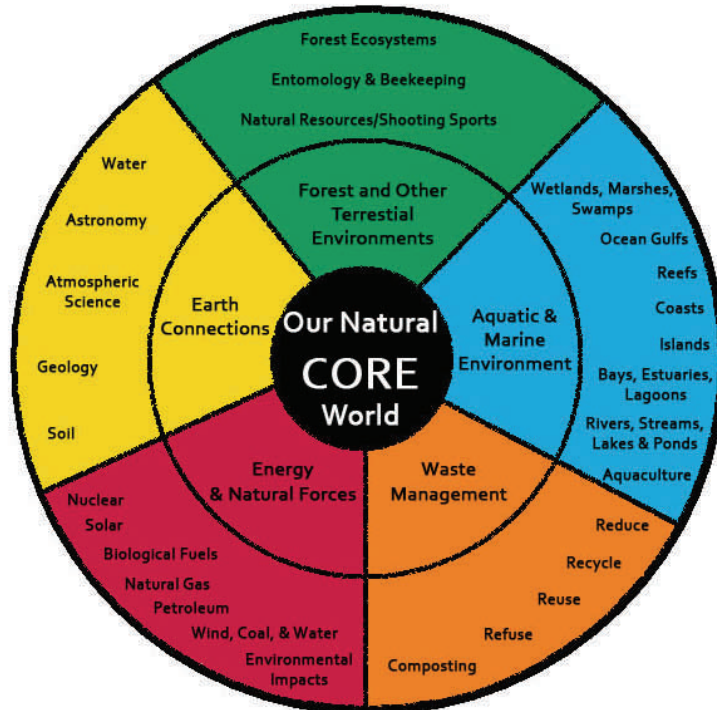 Forest Ecosystems
Entomology & Beekeeping
Natural Resources/Shooting Sports
Forest and Other
Terrestial
Environments
Wetlands, Marshes,
Swamps
Ocean Gulfs
Reefs
Coasts
Islands
Bays, Estuaries,
Lagoons
Rivers, Streams,
Lakes & Ponds
Aquaculture
Aquatic &
Marine
Environment
Water
Astronomy
Atmospheric
Science
Geology
Soil
Earth
Connections
Our Natural
CORE
World
Energy
& Natural Forces
Nuclear
Solar
Biological Fuels
Natural Gas
Petroleum
Wind, Coal, & Water
Environmental
Impacts
Waste
Management
Reduce
Recycle
Reuse
Refuse
Composting